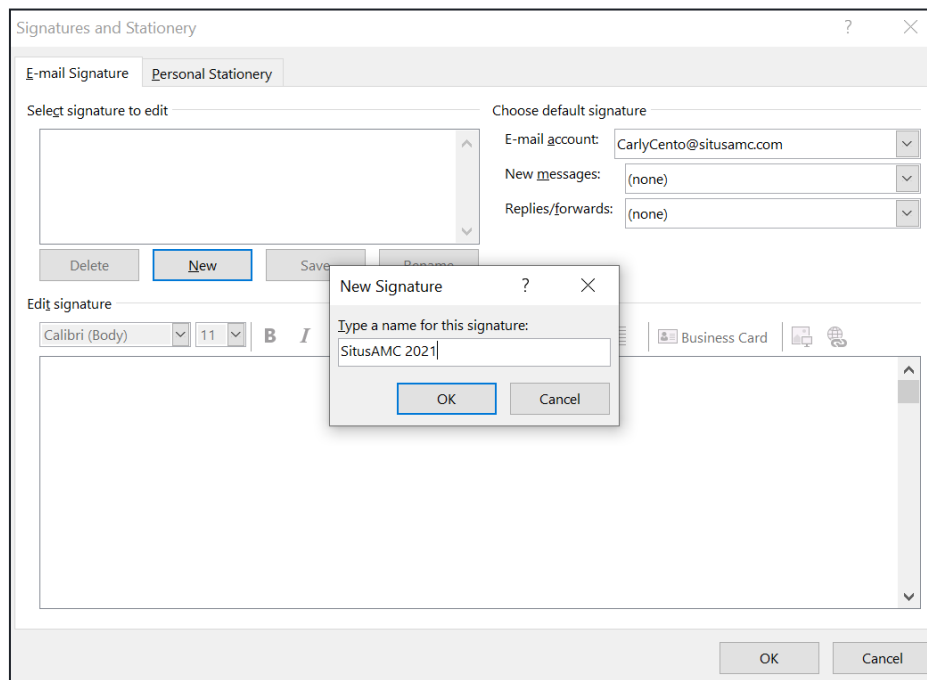 Signatures and Stationery ?
E-mail Signature Personal Stationery
Select signature to edit
Choose default signature
E-mail account: CarlyCento@situsamc.com
New messages: (none)
Replies/forwards: (none)
Delete New Save Rename
New Signature ?
Type a name for this signature:
SitusAMC 2021
OK Cancel
Edit signature
Calibri (Body) 11 B I Business Card
OK Cancel